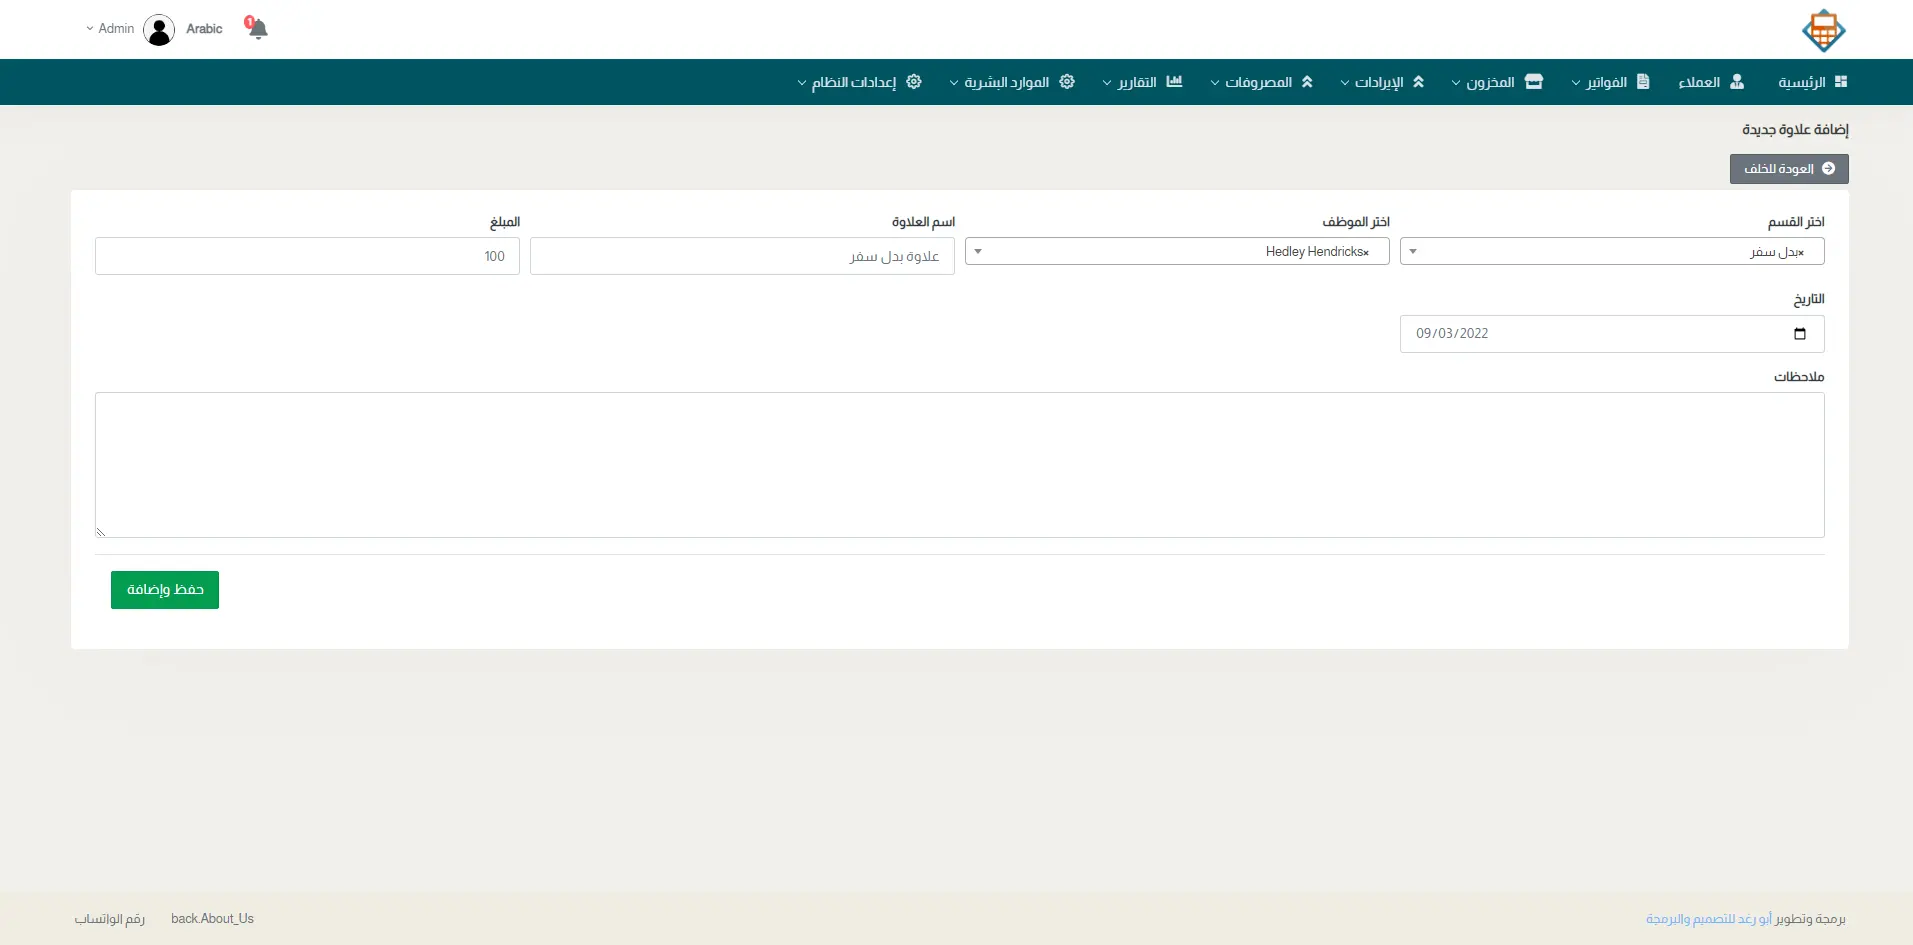 Arabic Admin
1
الرئيسية العملاء الفواتير المخزون الإيرادات المصروفات التقارير الموارد البشرية إعدادات النظام
إضافة علاوة جديدة
العودة للخلف
اختر القسم اختر الموظف اسم العلاوة المبلغ
×بدل سفر Hedley Hendricks× علاوة بدل سفر 100
التاريخ
09/03/2022
ملاحظات
حفظ وإضافة
برمجة وتطوير أبو رغد للتصميم والبرمجة back.About_Us رقم الواتساب